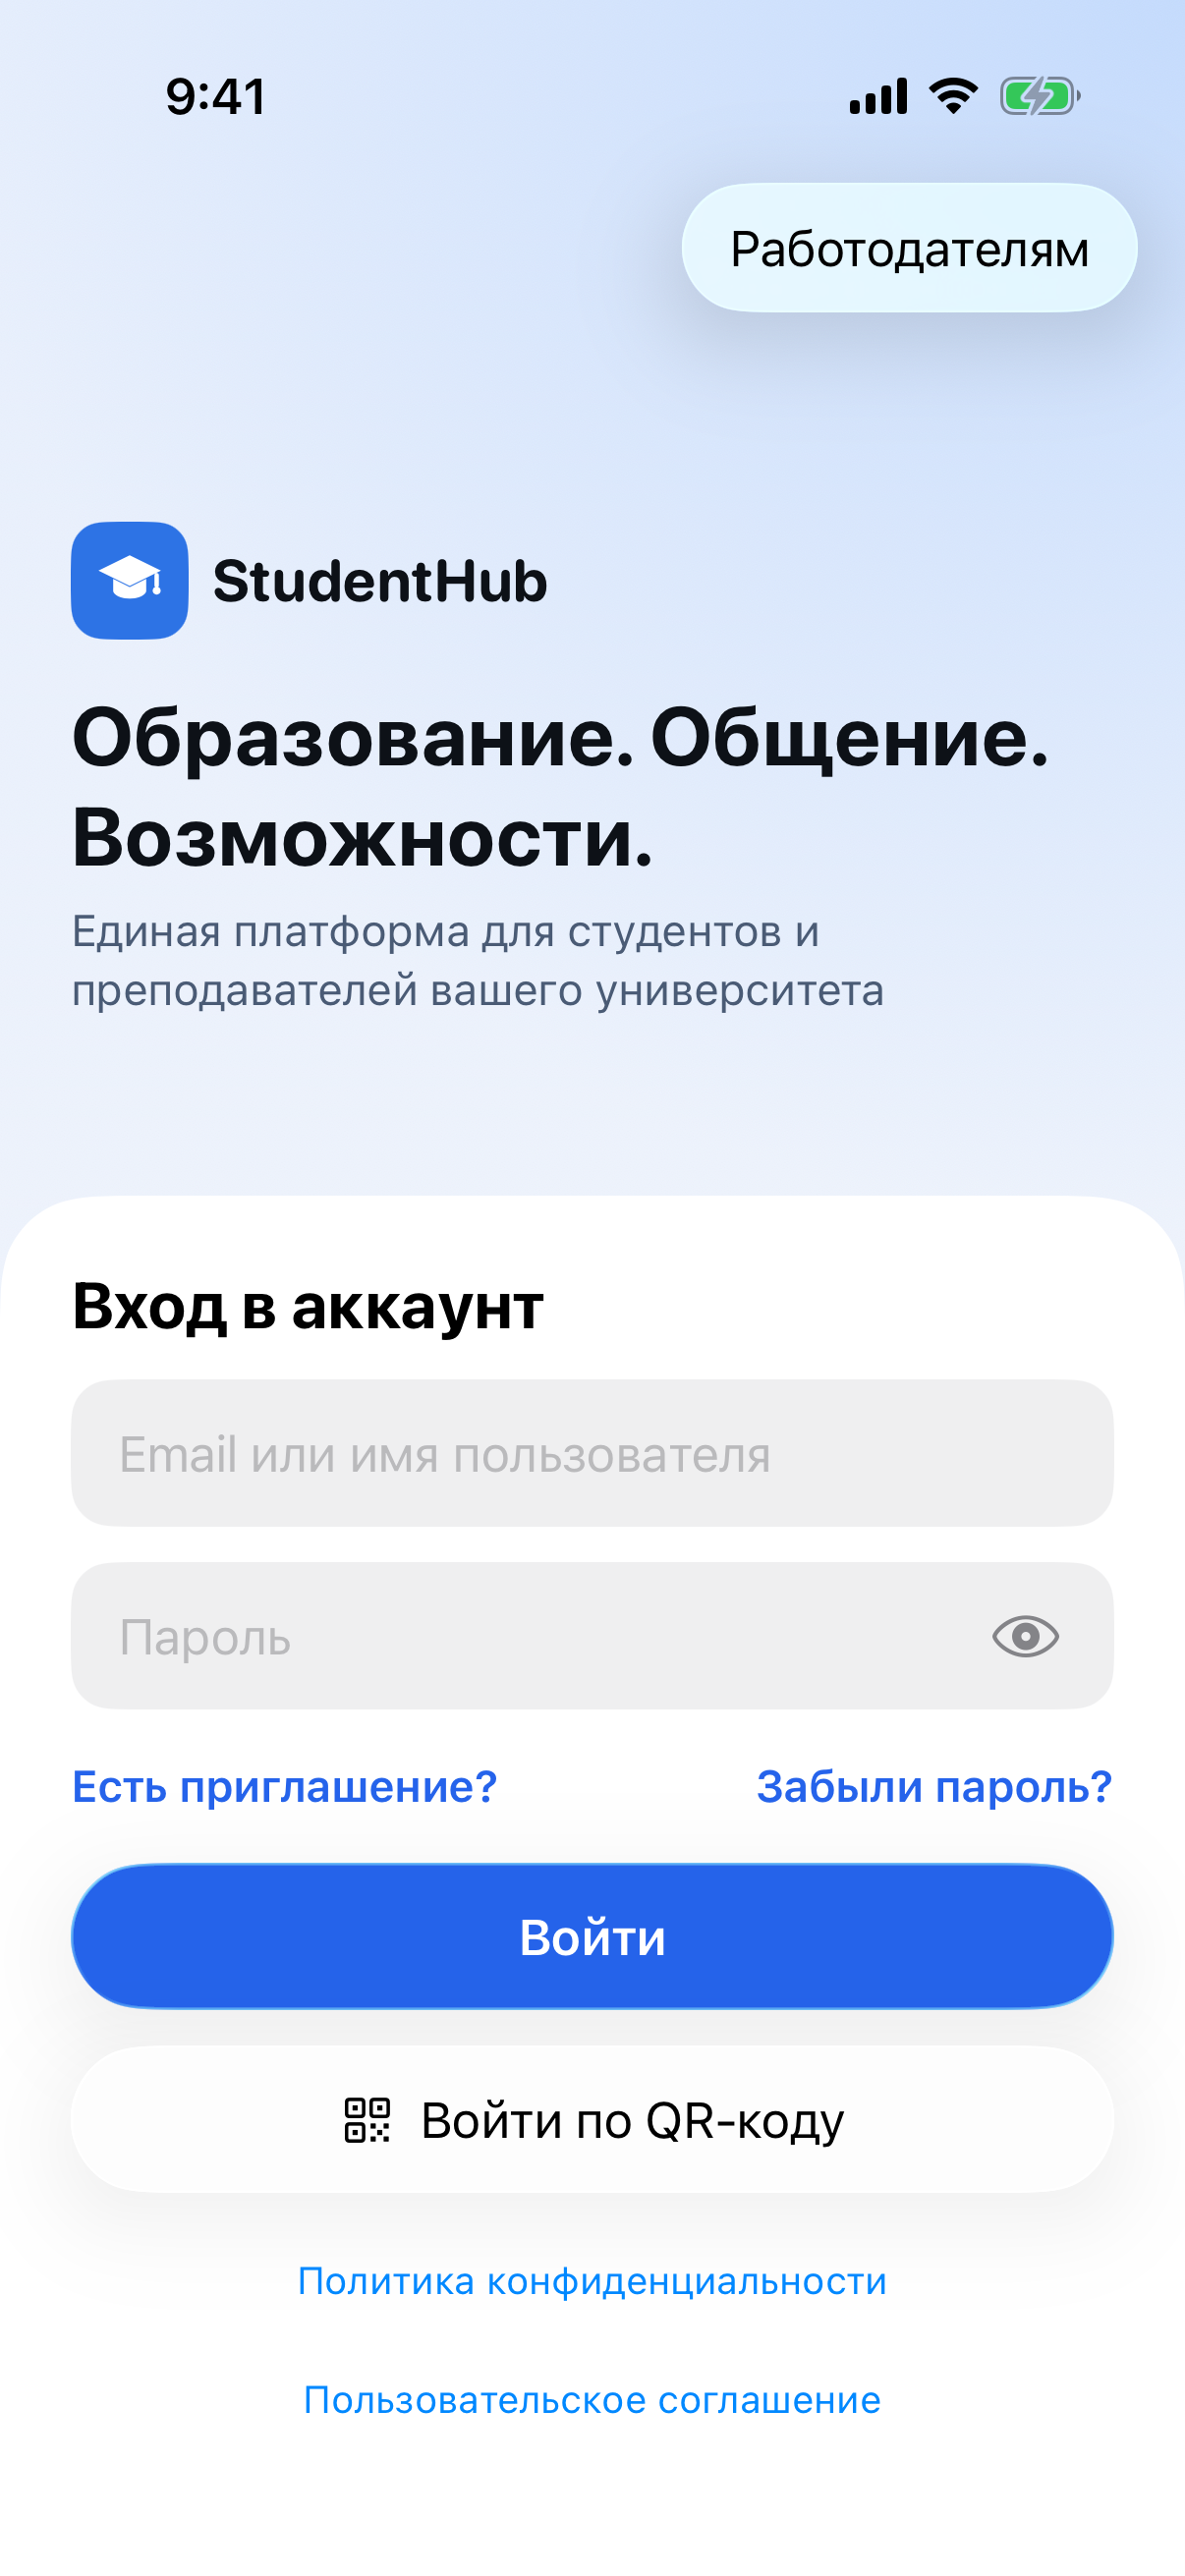 9:41
Работодателям
StudentHub
Образование. Общение.
Возможности.
Единая платформа для студентов и
преподавателей вашего университета
Вход в аккаунт
Email или имя пользователя
Пароль
Есть приглашение?
Забыли пароль?
Войти
Войти по QR-коду
Политика конфиденциальности
Пользовательское соглашение